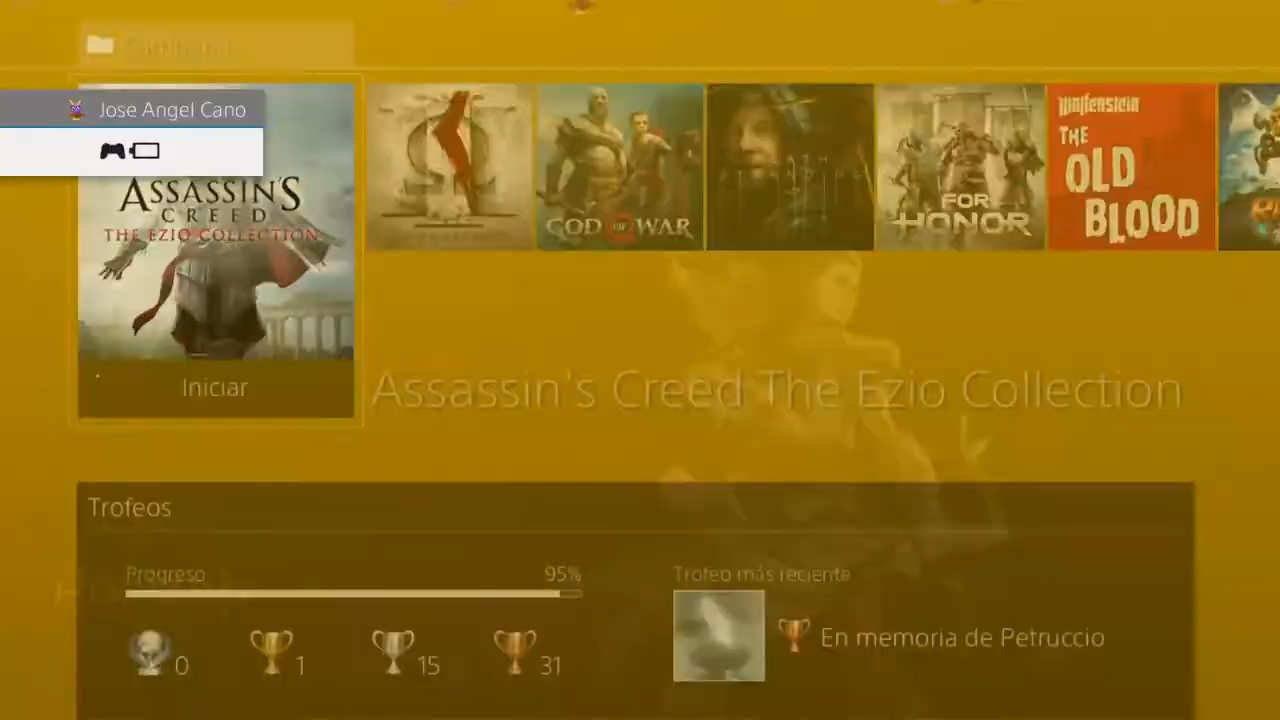 Jose Angel Cano
ASSASSIN'S
CREED
THE EZIO COLLECTION
GOD OF WAR
FOR
HONOR
Wolfenstein
THE
OLD
BLOOD
Iniciar
Assassin's Creed The Ezio Collection
Trofeos
Progreso
95%
Trofeo más reciente
0
1
15
31
En memoria de Petruccio